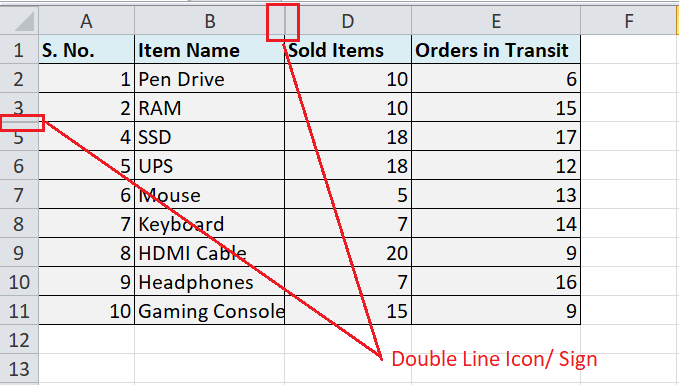 A B D E F
1 S. No. Item Name Sold Items Orders in Transit
2 1 Pen Drive 10 6
3 2 RAM 10 15
5 4 SSD 18 17
6 5 UPS 18 12
7 6 Mouse 5 13
8 7 Keyboard 7 14
9 8 HDMI Cable 20 9
10 9 Headphones 7 16
11 10 Gaming Console 15 9
12
13
Double Line Icon/ Sign